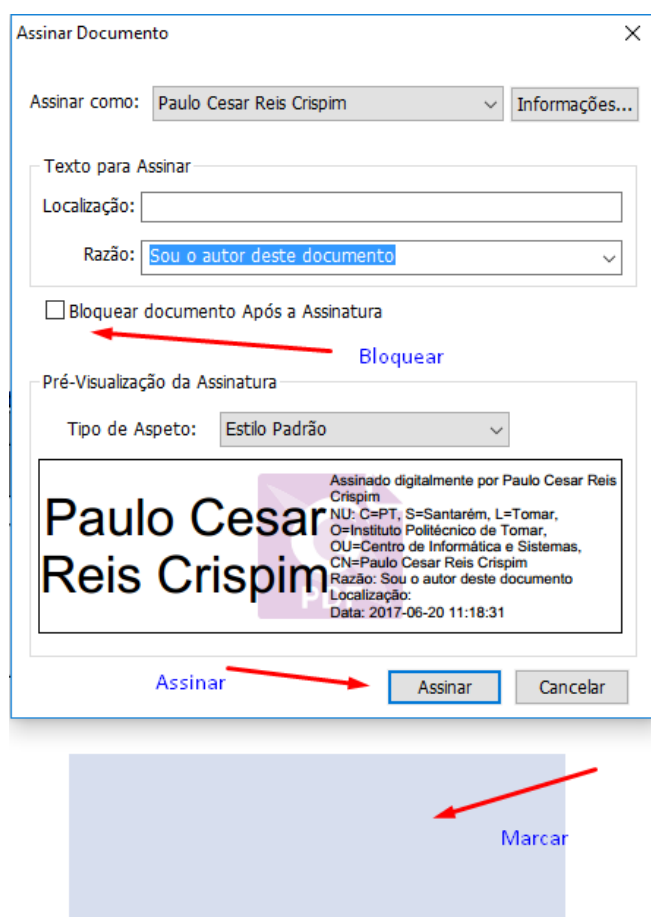 Assinar Documento
Assinar como: Paulo Cesar Reis Crispim Informações...
Texto para Assinar
Localização:
Razão: Sou o autor deste documento
Bloquear documento Após a Assinatura
Bloquear
Pré-Visualização da Assinatura
Tipo de Aspeto: Estilo Padrão
Paulo Cesar
Reis Crispim
Assinado digitalmente por Paulo Cesar Reis
Crispim
NU: C=PT, S=Santarém, L=Tomar,
O=Instituto Politécnico de Tomar,
OU=Centro de Informática e Sistemas,
CN=Paulo Cesar Reis Crispim
Razão: Sou o autor deste documento
Localização:
Data: 2017-06-20 11:18:31
PDF
Assinar
Assinar Cancelar
Marcar